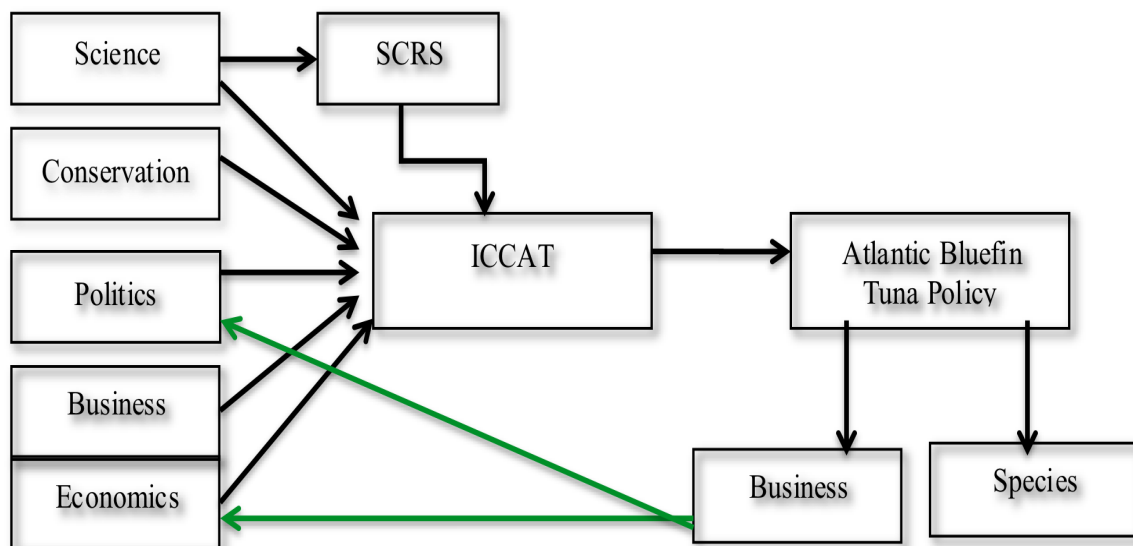 Science
SCRS
Conservation
ICCAT
Politics
Atlantic Bluefin
Tuna Policy
Business
Economics
Business
Species